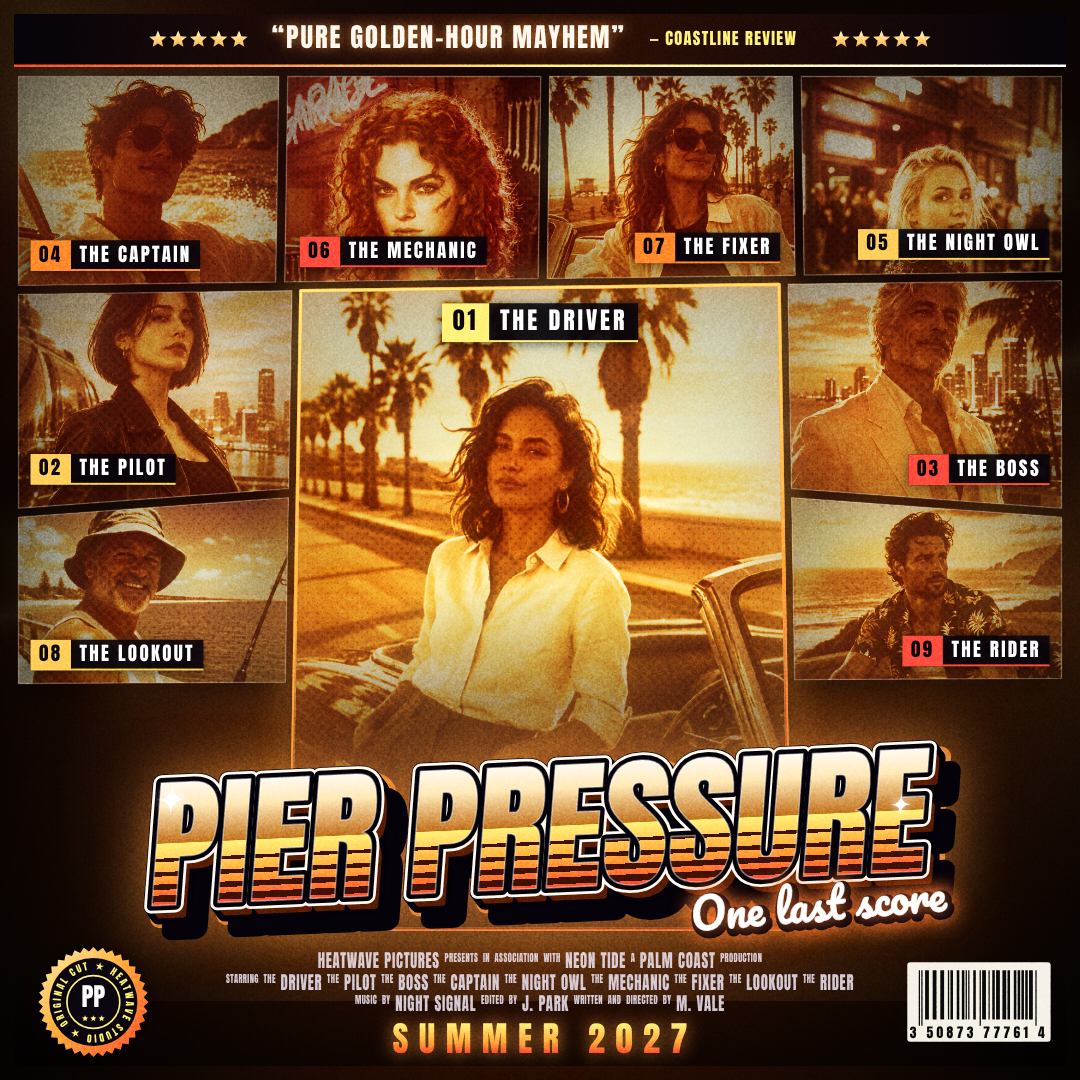 ★★★★★ “PURE GOLDEN-HOUR MAYHEM” – COASTLINE REVIEW ★★★★★
GARAGE
04 THE CAPTAIN
06 THE MECHANIC
07 THE FIXER
05 THE NIGHT OWL
01 THE DRIVER
02 THE PILOT
03 THE BOSS
08 THE LOOKOUT
09 THE RIDER
PIER PRESSURE
One last score
HEATWAVE PICTURES PRESENTS IN ASSOCIATION WITH NEON TIDE A PALM COAST PRODUCTION
STARRING THE DRIVER THE PILOT THE BOSS THE CAPTAIN THE NIGHT OWL THE MECHANIC THE FIXER THE LOOKOUT THE RIDER
MUSIC BY NIGHT SIGNAL EDITED BY J. PARK WRITTEN AND DIRECTED BY M. VALE
SUMMER 2027
ORIGINAL CUT ★ HEATWAVE STUDIO ★
PP
★★★
3 50873 77761 4